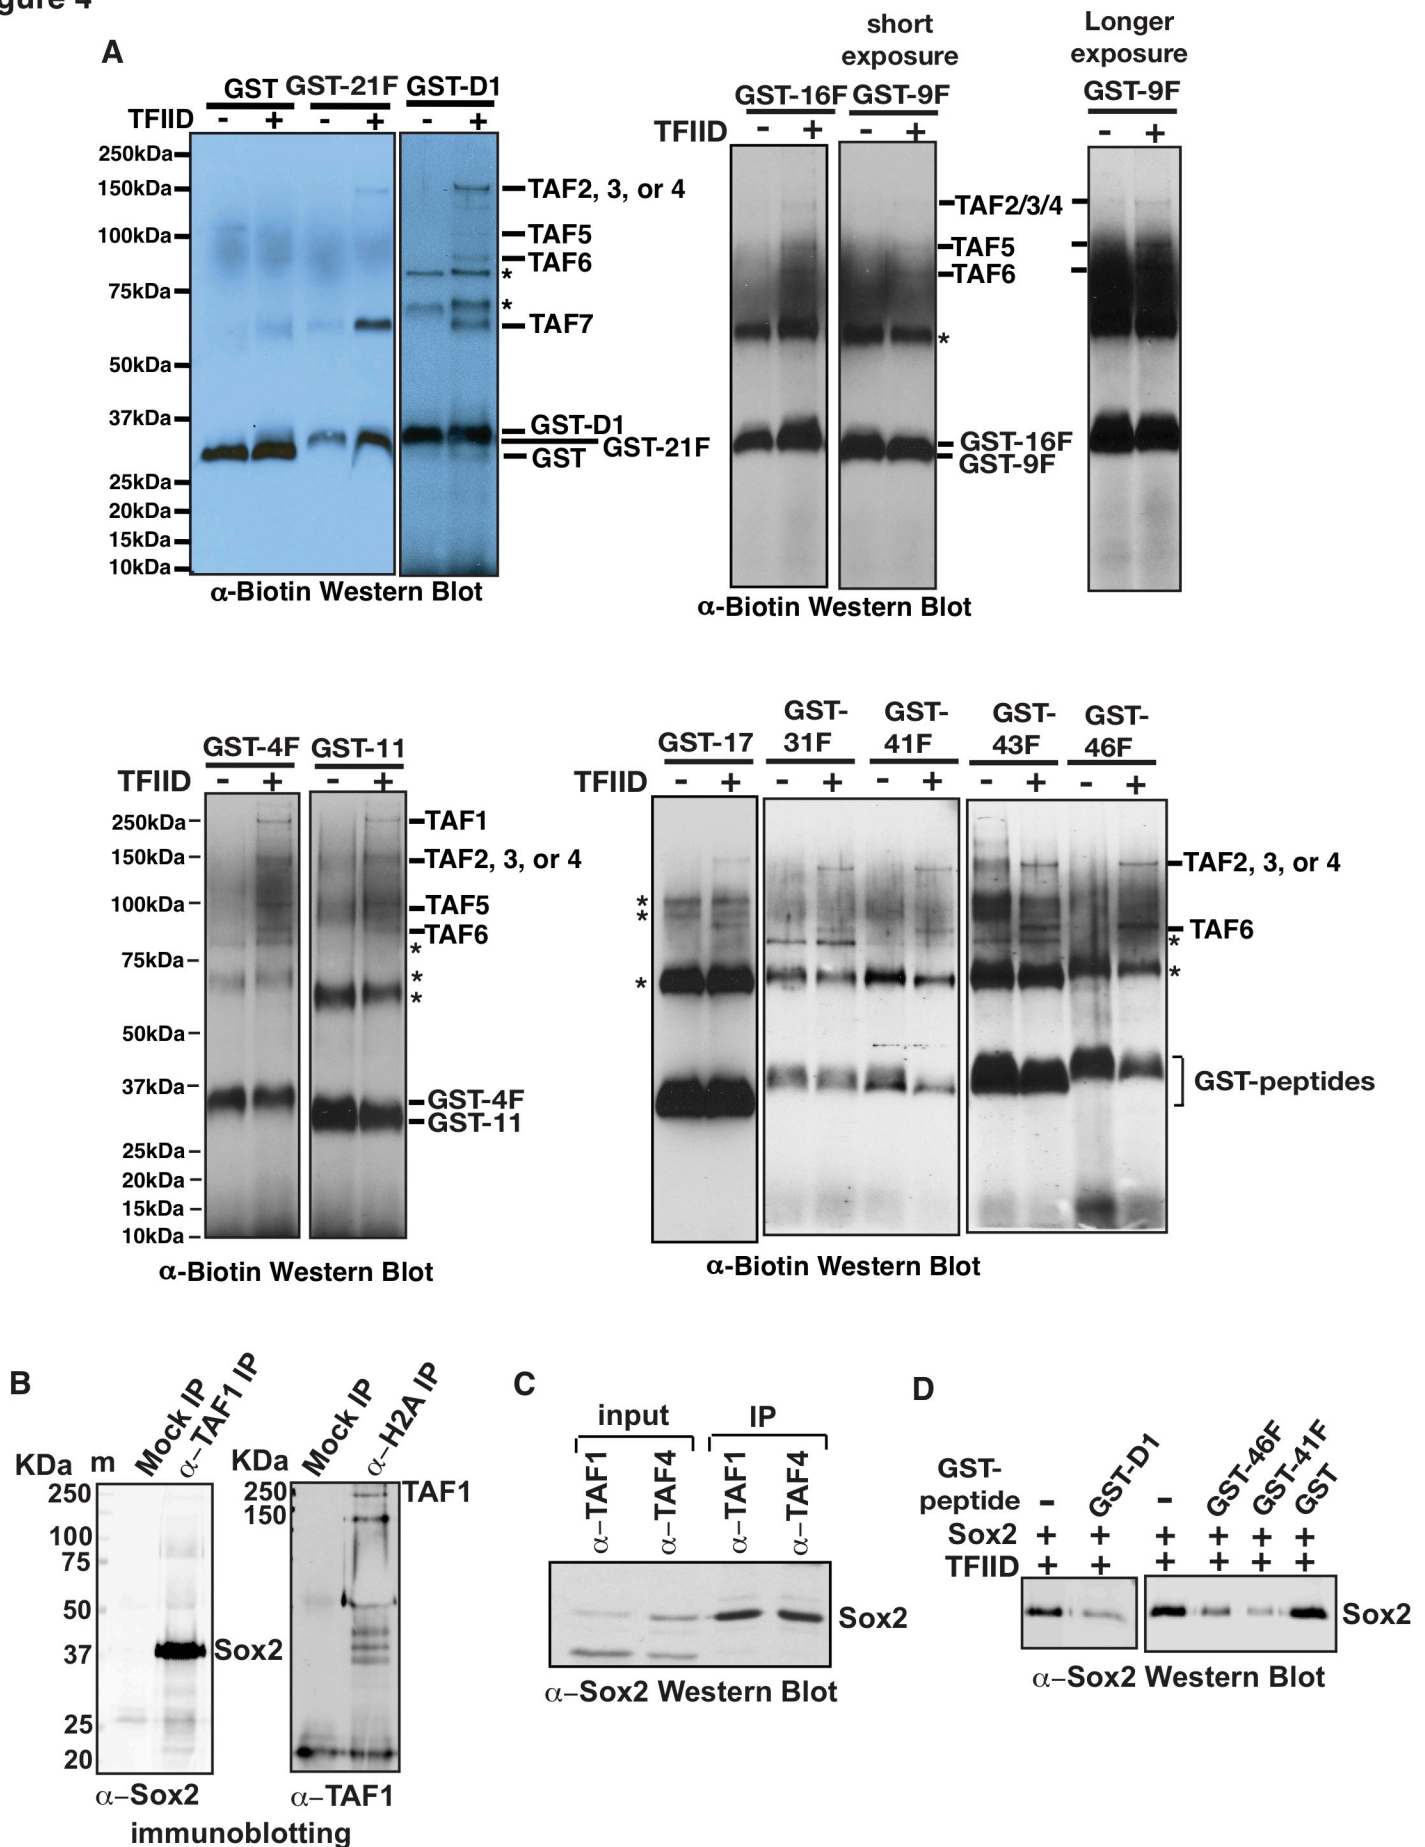 gure 4
A
GST GST-21F GST-D1
TFIID - + - + - +
250kDa
150kDa
100kDa
75kDa
50kDa
37kDa
25kDa
20kDa
15kDa
10kDa
TAF2, 3, or 4
TAF5
TAF6
*
*
TAF7
GST-D1
GST-21F
GST
α-Biotin Western Blot
short
exposure
Longer
exposure
GST-16F GST-9F
GST-9F
TFIID - + - +
- +
TAF2/3/4
TAF5
TAF6
*
GST-16F
GST-9F
α-Biotin Western Blot
GST-4F GST-11
TFIID - + - +
250kDa
150kDa
100kDa
75kDa
50kDa
37kDa
25kDa
20kDa
15kDa
10kDa
TAF1
TAF2, 3, or 4
TAF5
TAF6
*
*
*
GST-4F
GST-11
α-Biotin Western Blot
GST-17
GST-
31F
GST-
41F
GST-
43F
GST-
46F
TFIID - + - + - + - + - +
*
*
*
TAF2, 3, or 4
TAF6
*
*
GST-peptides
α-Biotin Western Blot
B
KDa m Mock IP α-TAF1 IP
250
100
75
50
37
25
20
Sox2
α-Sox2
KDa Mock IP α-H2A IP
250
150
TAF1
α-TAF1
immunoblotting
C
input IP
α-TAF1 α-TAF4 α-TAF1 α-TAF4
Sox2
α-Sox2 Western Blot
D
GST-
peptide - GST-D1 - GST-46F GST-41F GST
Sox2 + + + + + +
TFIID + + + + + +
Sox2
α-Sox2 Western Blot